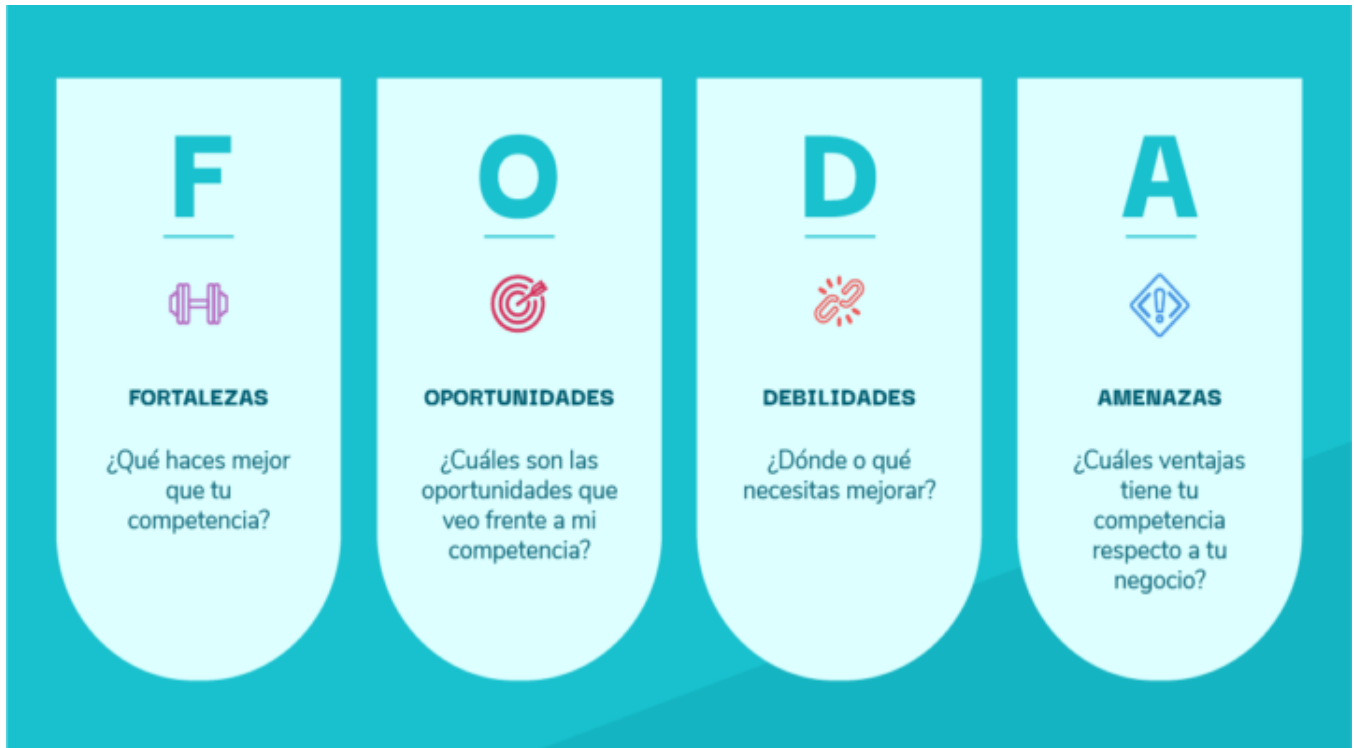 F
FORTALEZAS
¿Qué haces mejor
que tu
competencia?
O
OPORTUNIDADES
¿Cuáles son las
oportunidades que
veo frente a mi
competencia?
D
DEBILIDADES
¿Dónde o qué
necesitas mejorar?
A
AMENAZAS
¿Cuáles ventajas
tiene tu
competencia
respecto a tu
negocio?